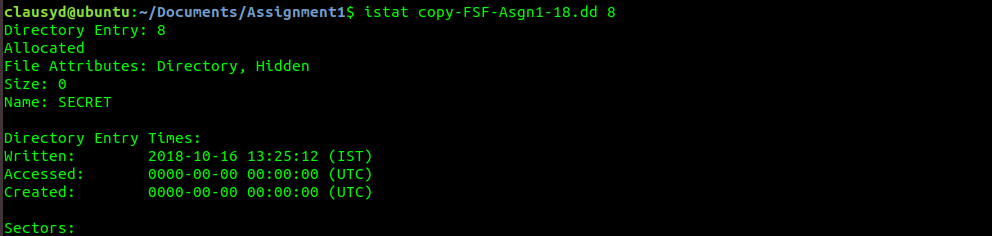 clausyd@ubuntu:~/Documents/Assignment1$ istat copy-FSF-Asgn1-18.dd 8
Directory Entry: 8
Allocated
File Attributes: Directory, Hidden
Size: 0
Name: SECRET

Directory Entry Times:
Written:        2018-10-16 13:25:12 (IST)
Accessed:       0000-00-00 00:00:00 (UTC)
Created:        0000-00-00 00:00:00 (UTC)

Sectors: